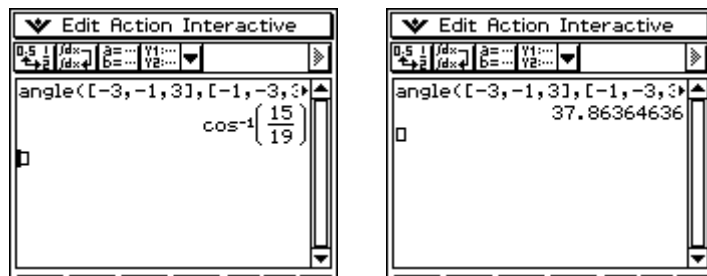 Edit Action Interactive
angle([-3,-1,3],[-1,-3,3
cos⁻¹(15/19)
Edit Action Interactive
angle([-3,-1,3],[-1,-3,3
37.86364636